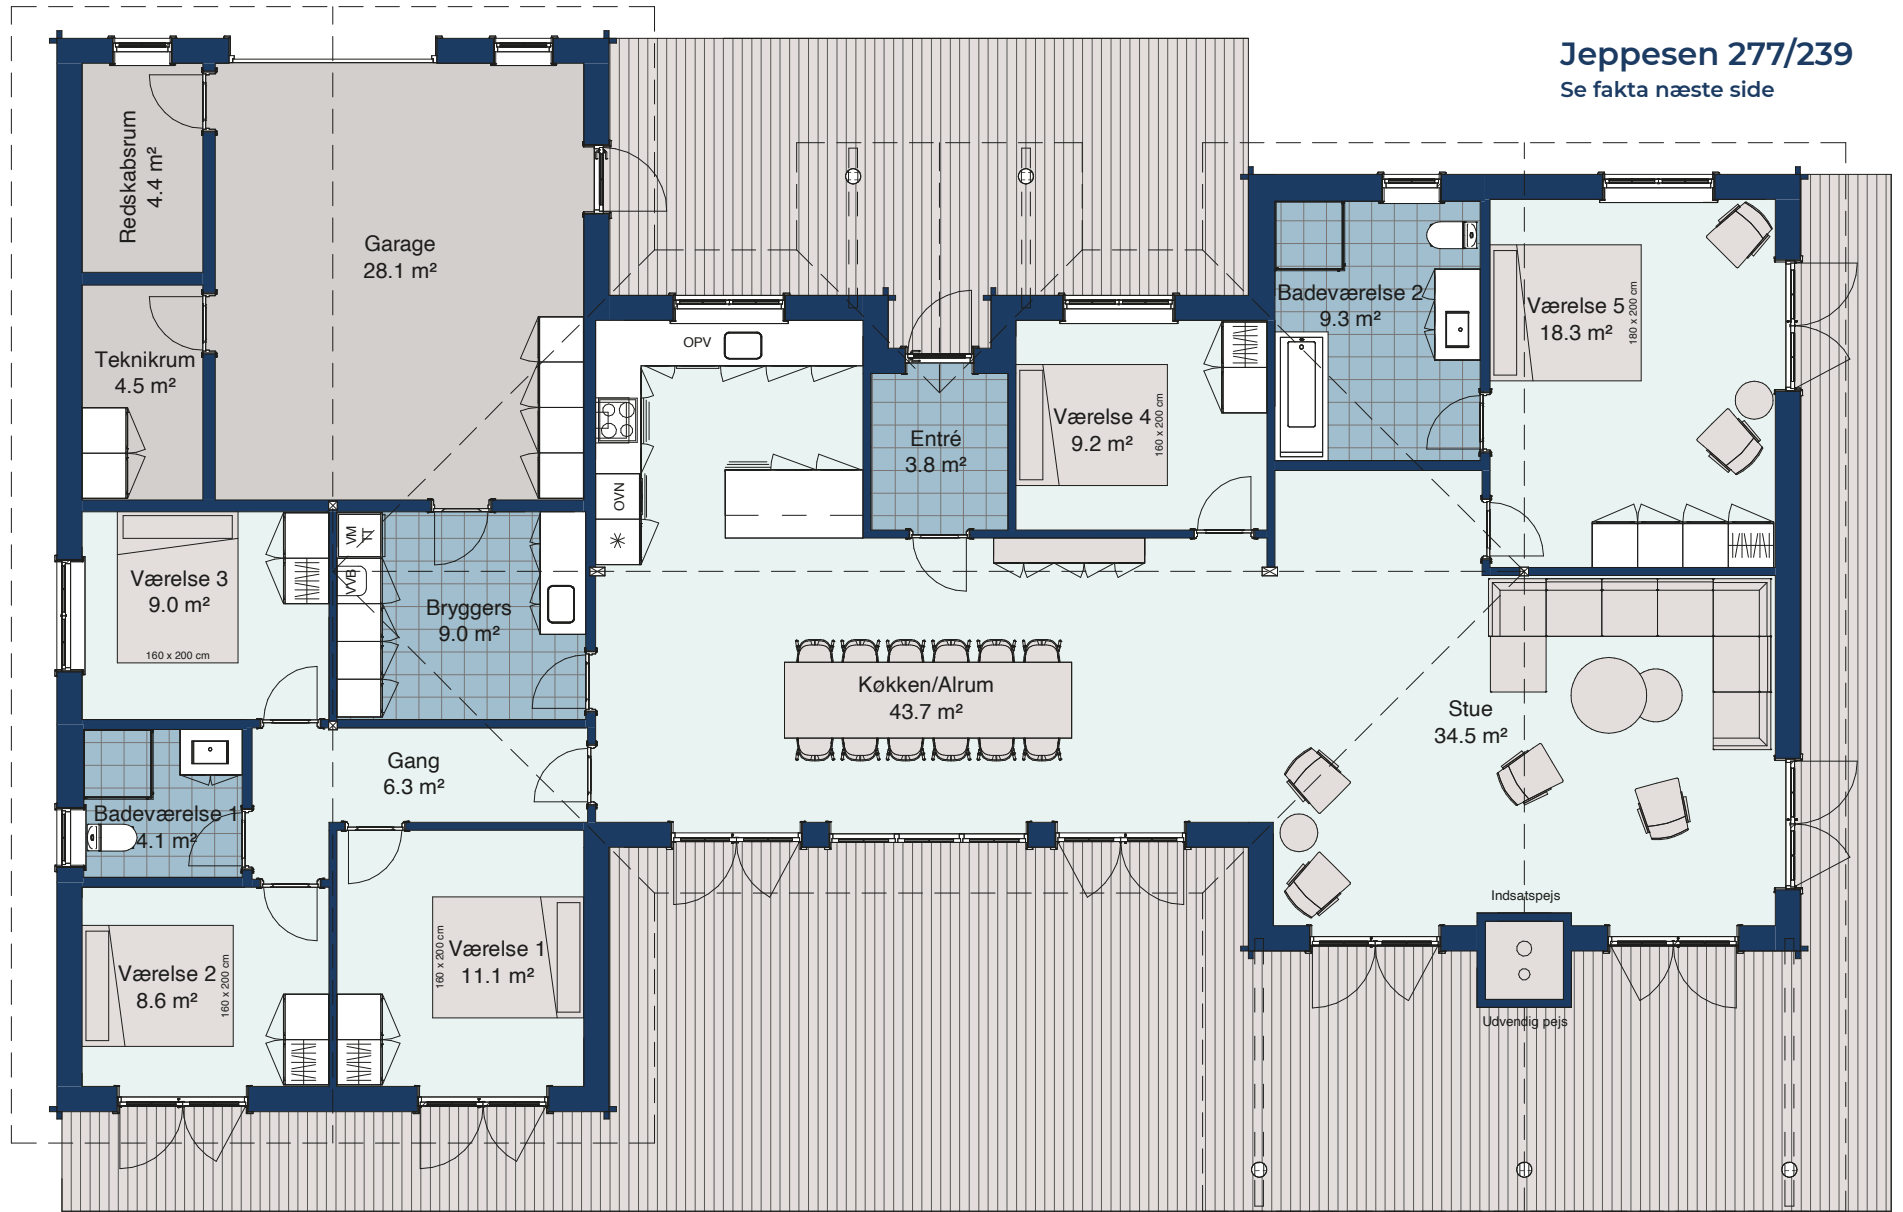 Jeppesen 277/239
Se fakta næste side
Redskabsrum
4.4 m²
Garage
28.1 m²
Teknikrum
4.5 m²
OPV
OVN
Entré
3.8 m²
Værelse 4
9.2 m²
160 x 200 cm
Badeværelse 2
9.3 m²
Værelse 5
18.3 m²
180 x 200 cm
Værelse 3
9.0 m²
160 x 200 cm
VM
TT
VVB
Bryggers
9.0 m²
Køkken/Alrum
43.7 m²
Stue
34.5 m²
Gang
6.3 m²
Badeværelse 1
4.1 m²
Værelse 2
8.6 m²
160 x 200 cm
Værelse 1
11.1 m²
160 x 200 cm
Indsatspejs
Udvendig pejs